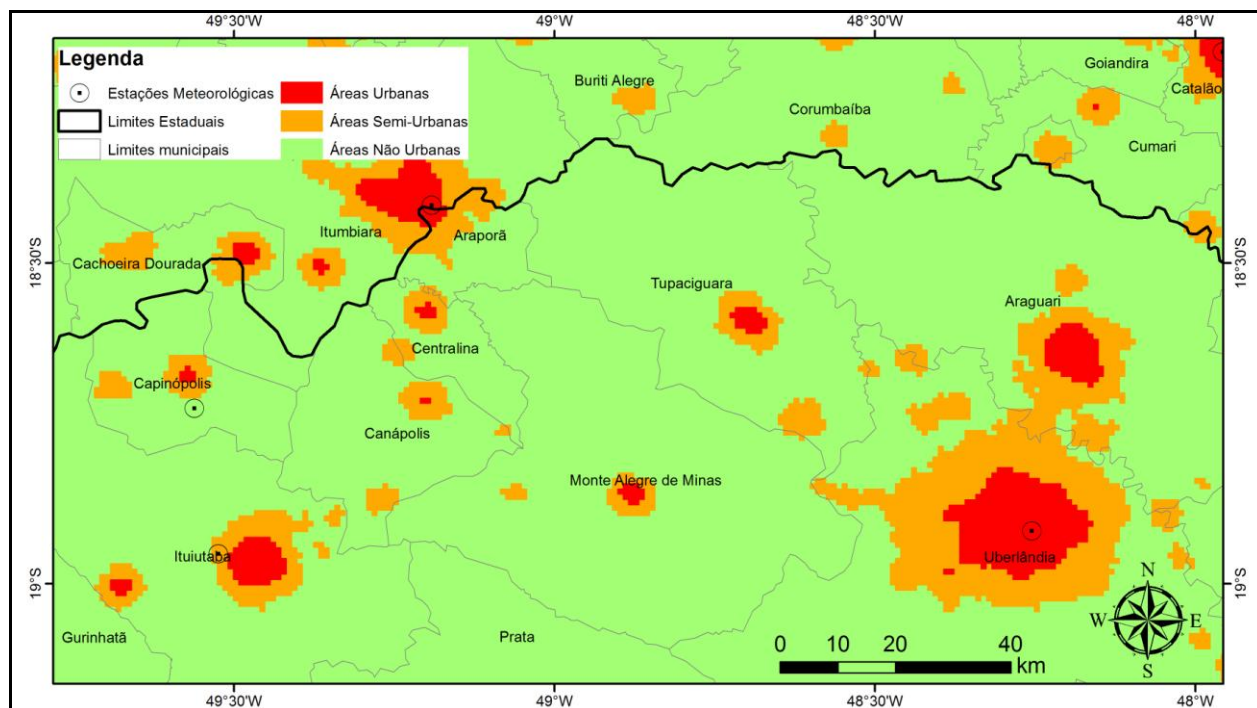 49°30'W 49°W 48°30'W 48°W
Legenda
Estações Meteorológicas
Limites Estaduais
Limites municipais
Áreas Urbanas
Áreas Semi-Urbanas
Áreas Não Urbanas
Buriti Alegre
Corumbaíba
Goiandira
Catalão
Cumari
Itumbiara
Araporã
Cachoeira Dourada
18°30'S
18°30'S
Tupaciguara
Araguari
Centralina
Capinópolis
Canápolis
Monte Alegre de Minas
Ituiutaba
Uberlândia
19°S
19°S
Gurinhatã
Prata
N
W E
S
0 10 20 40
km
49°30'W 49°W 48°30'W 48°W